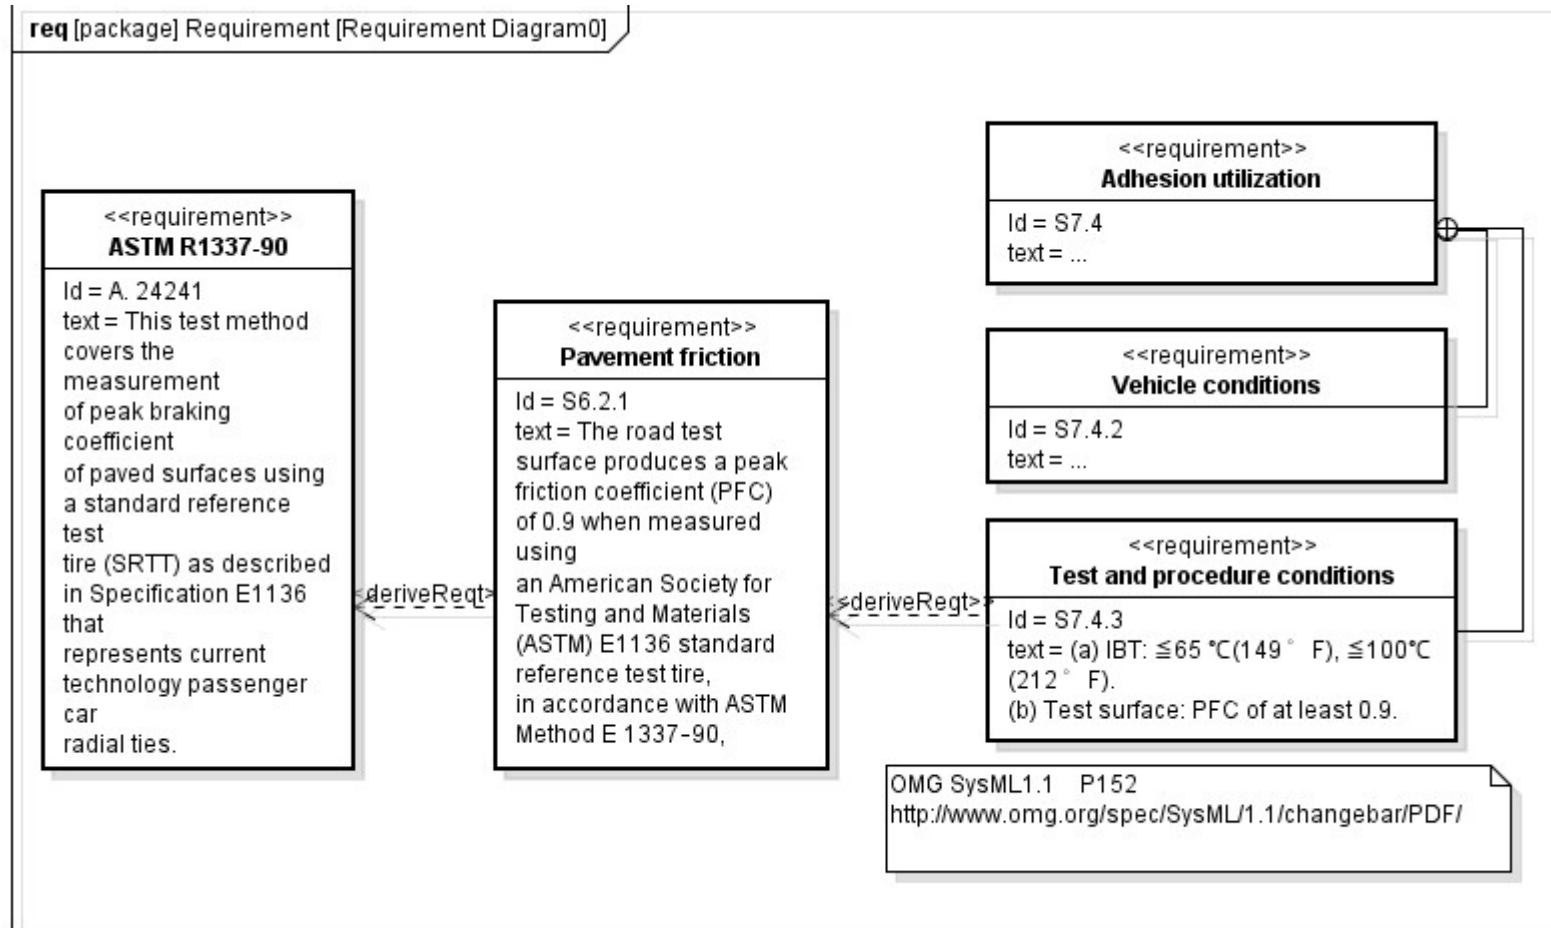 req [package] Requirement [Requirement Diagram0]
<<requirement>>
ASTM R1337-90
Id = A. 24241
text = This test method
covers the
measurement
of peak braking
coefficient
of paved surfaces using
a standard reference
test
tire (SRTT) as described
in Specification E1136
that
represents current
technology passenger
car
radial ties.
<deriveReqt>
<<requirement>>
Pavement friction
Id = S6.2.1
text = The road test
surface produces a peak
friction coefficient (PFC)
of 0.9 when measured
using
an American Society for
Testing and Materials
(ASTM) E1136 standard
reference test tire,
in accordance with ASTM
Method E 1337-90,
<<deriveReqt>>
<<requirement>>
Adhesion utilization
Id = S7.4
text = ...
<<requirement>>
Vehicle conditions
Id = S7.4.2
text = ...
<<requirement>>
Test and procedure conditions
Id = S7.4.3
text = (a) IBT: ≦65 ℃(149° F), ≦100℃
(212° F).
(b) Test surface: PFC of at least 0.9.
OMG SysML1.1 P152
http://www.omg.org/spec/SysML/1.1/changebar/PDF/